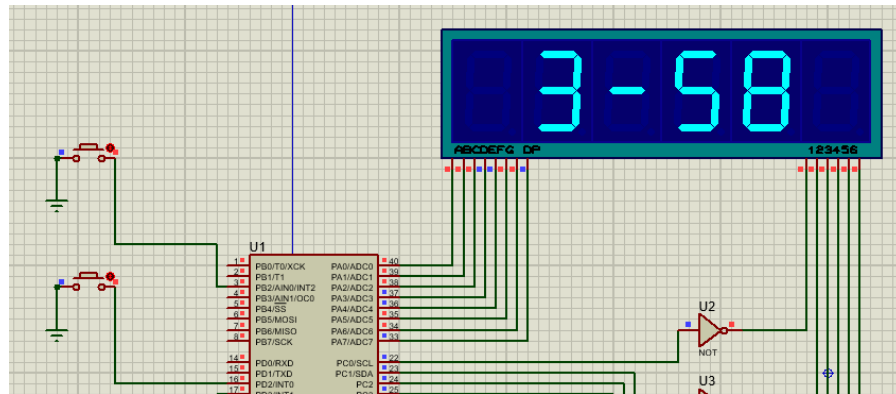 3-58
ABCDEFG DP
123456
U1
1 PB0/T0/XCK PA0/ADC0 40
2 PB1/T1 PA1/ADC1 39
3 PB2/AIN0/INT2 PA2/ADC2 38
4 PB3/AIN1/OC0 PA3/ADC3 37
5 PB4/SS PA4/ADC4 36
6 PB5/MOSI PA5/ADC5 35
7 PB6/MISO PA6/ADC6 34
8 PB7/SCK PA7/ADC7 33
14 PD0/RXD PC0/SCL 22
15 PD1/TXD PC1/SDA 23
16 PD2/INT0 PC2 24
17 25
U2
NOT
U3